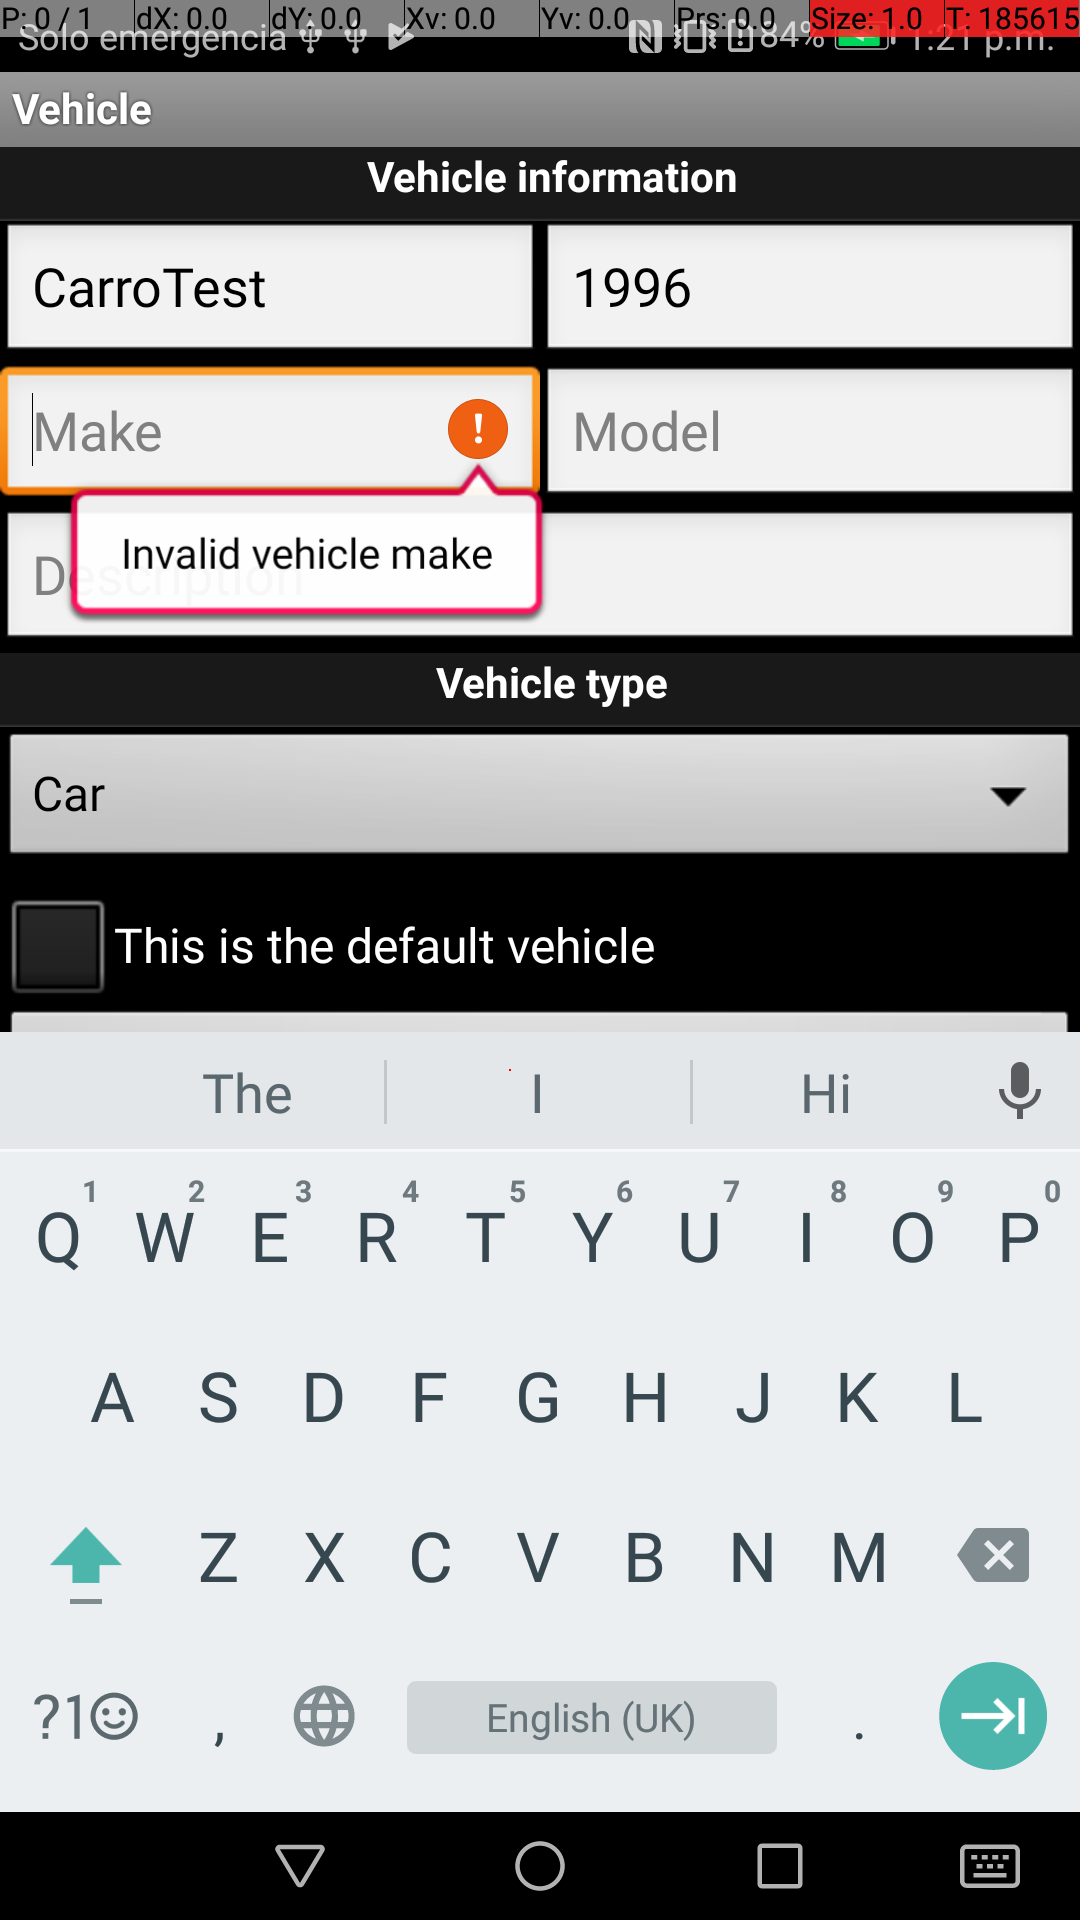 P: 0 / 1 dX: 0.0 dY: 0.0 Xv: 0.0 Yv: 0.0 Prs: 0.0 Size: 1.0 T: 185615
Solo emergencia 84% 1:21 p.m.
Vehicle
Vehicle information
CarroTest 1996
Make ! Model
Invalid vehicle make
Description
Vehicle type
Car
This is the default vehicle
The I Hi
1 2 3 4 5 6 7 8 9 0
Q W E R T Y U I O P
A S D F G H J K L
Z X C V B N M
?1 , English (UK) .